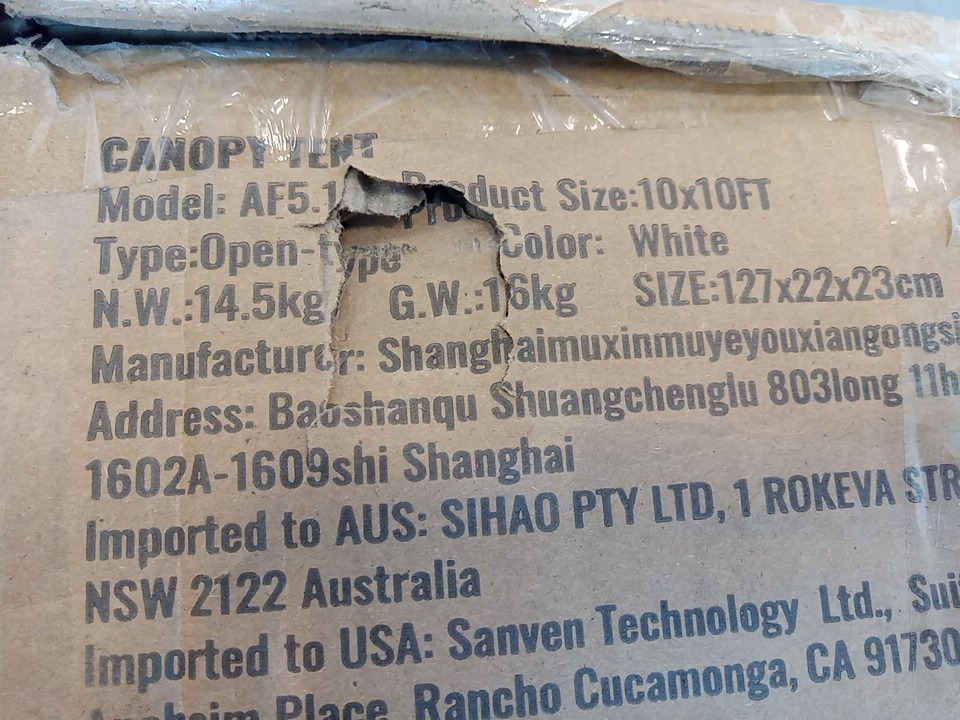 CANOPY TENT
Model: AF5.1 Product Size:10x10FT
Type:Open-type Color: White
N.W.:14.5kg G.W.:16kg SIZE:127x22x23cm
Manufacturer: Shanghaimuxinmuyeyouxiangongsi
Address: Baoshanqu Shuangchenglu 803long 11h
1602A-1609shi Shanghai
Imported to AUS: SIHAO PTY LTD, 1 ROKEVA STR
NSW 2122 Australia
Imported to USA: Sanven Technology Ltd., Sui
Anaheim Place, Rancho Cucamonga, CA 91730